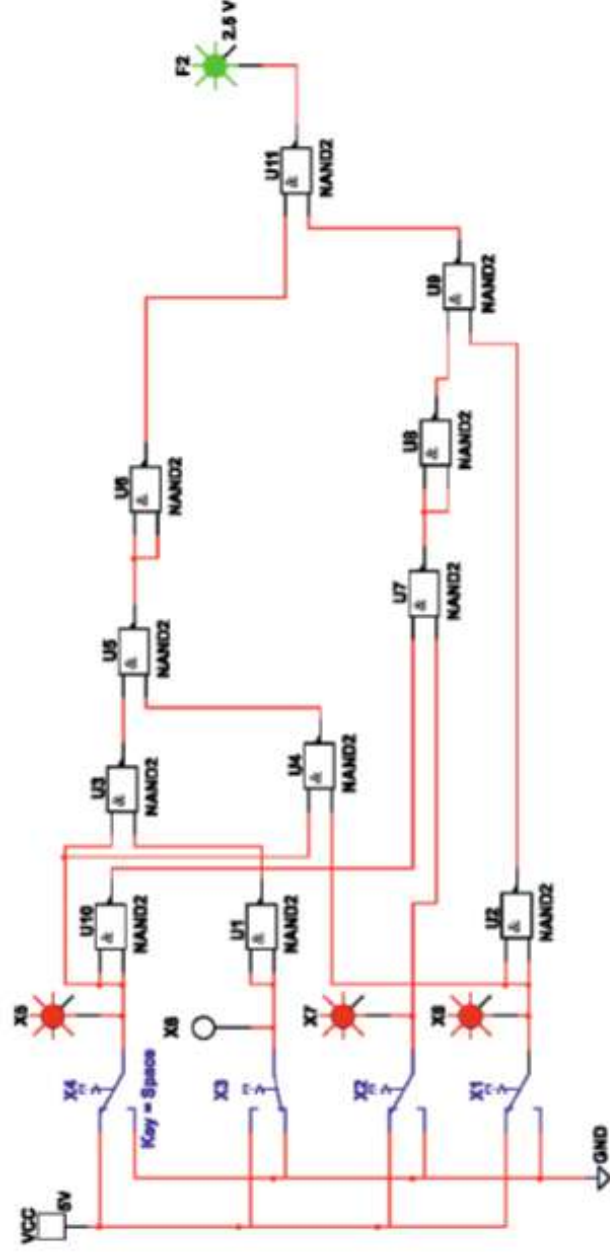 VCC
5V
X4
Key = Space
X3
X2
X1
GND
X5
X6
X7
X8
U10
&
NAND2
U1
&
NAND2
U2
&
NAND2
U3
&
NAND2
U4
&
NAND2
U5
&
NAND2
U6
&
NAND2
U7
&
NAND2
U8
&
NAND2
U9
&
NAND2
U11
&
NAND2
F2
2.5 V